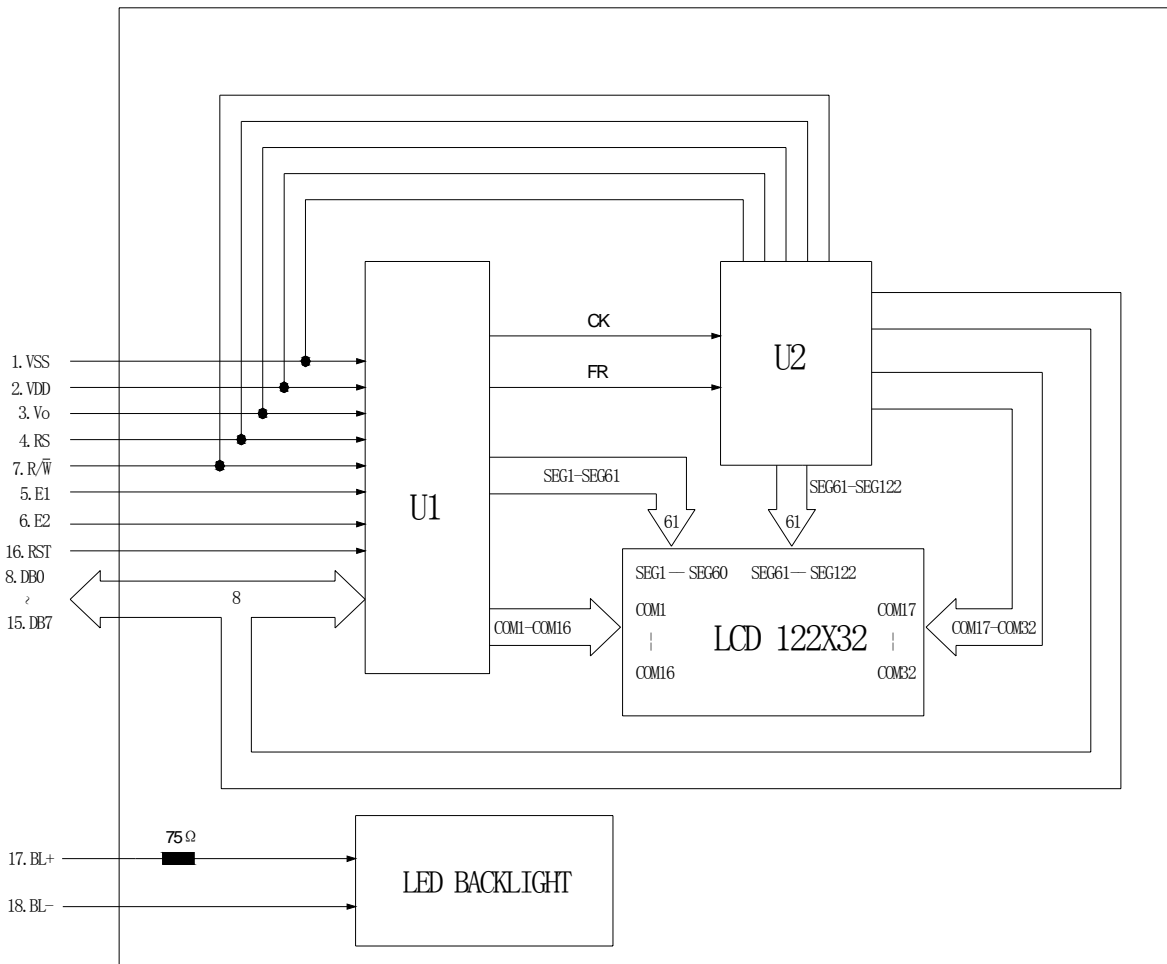 CK
FR
U1
U2
1.VSS
2.VDD
3.Vo
4.RS
7.R/W̅
5.E1
6.E2
16.RST
8.DB0
~
15.DB7
8
SEG1-SEG61
61
SEG61-SEG122
61
SEG1 — SEG60 SEG61 — SEG122
COM1
COM16
COM17
COM32
LCD 122X32
COM1-COM16
COM17-COM32
75Ω
17.BL+
18.BL-
LED BACKLIGHT